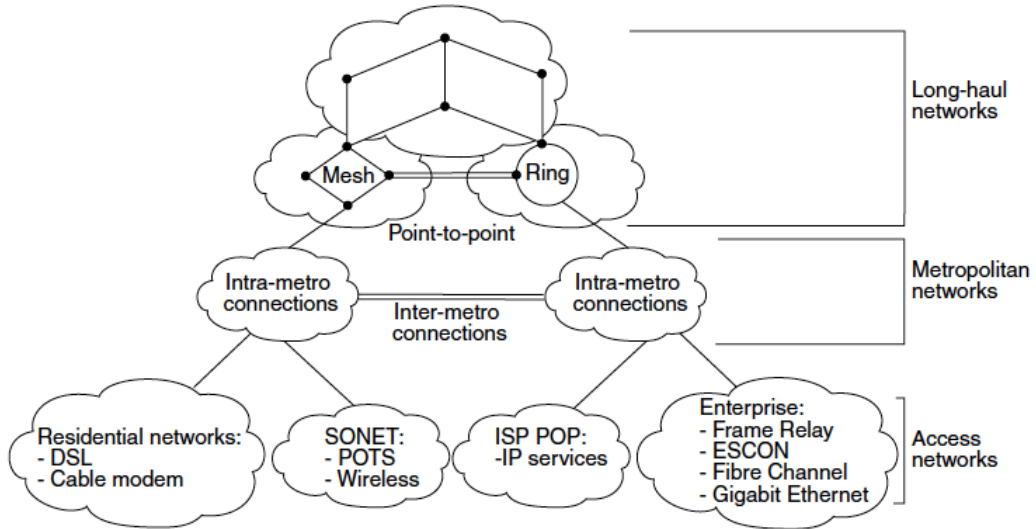 Long-haul
networks
Mesh
Ring
Point-to-point
Metropolitan
networks
Intra-metro
connections
Intra-metro
connections
Inter-metro
connections
Residential networks:
- DSL
- Cable modem
SONET:
- POTS
- Wireless
ISP POP:
-IP services
Enterprise:
- Frame Relay
- ESCON
- Fibre Channel
- Gigabit Ethernet
Access
networks